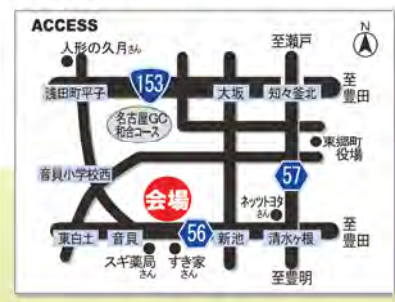 ACCESS
N
人形の久月さん
至瀬戸
153
浅田町平子
大坂
知々釜北
至豊田
名古屋GC
和合コース
東郷町
役場
音貝小学校西
57
会場
ネッツトヨタ
さん
56
東白土
音貝
新池
清水ヶ根
至豊田
スギ薬局
さん
すき家
さん
至豊明